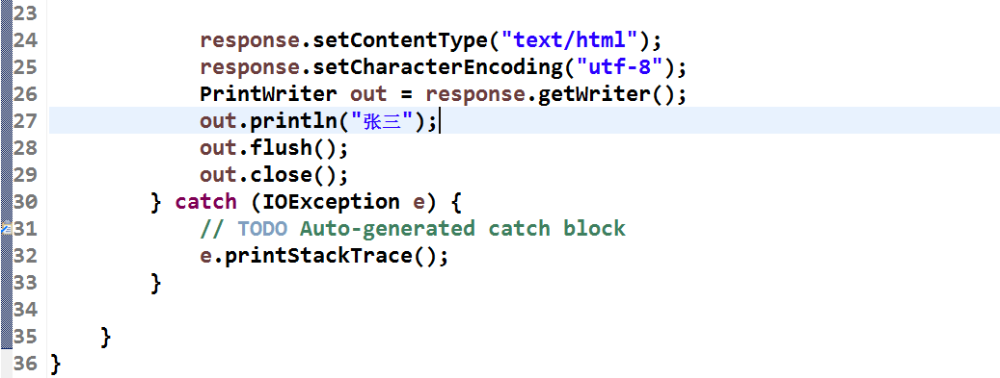 23
24 response.setContentType("text/html");
25 response.setCharacterEncoding("utf-8");
26 PrintWriter out = response.getWriter();
27 out.println("张三");
28 out.flush();
29 out.close();
30 } catch (IOException e) {
31 // TODO Auto-generated catch block
32 e.printStackTrace();
33 }
34
35 }
36 }